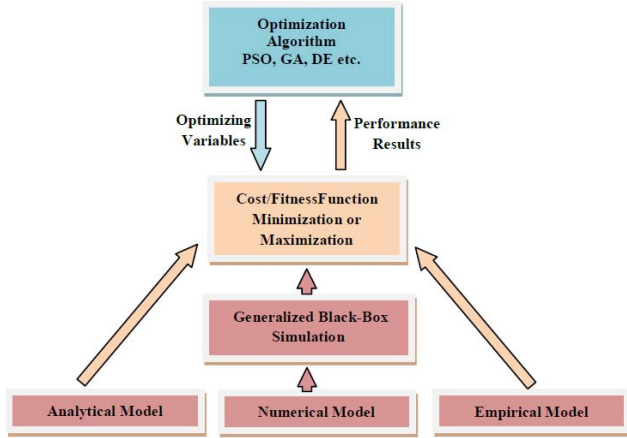 Optimization
Algorithm
PSO, GA, DE etc.
Optimizing
Variables
Performance
Results
Cost/FitnessFunction
Minimization or
Maximization
Generalized Black-Box
Simulation
Analytical Model
Numerical Model
Empirical Model